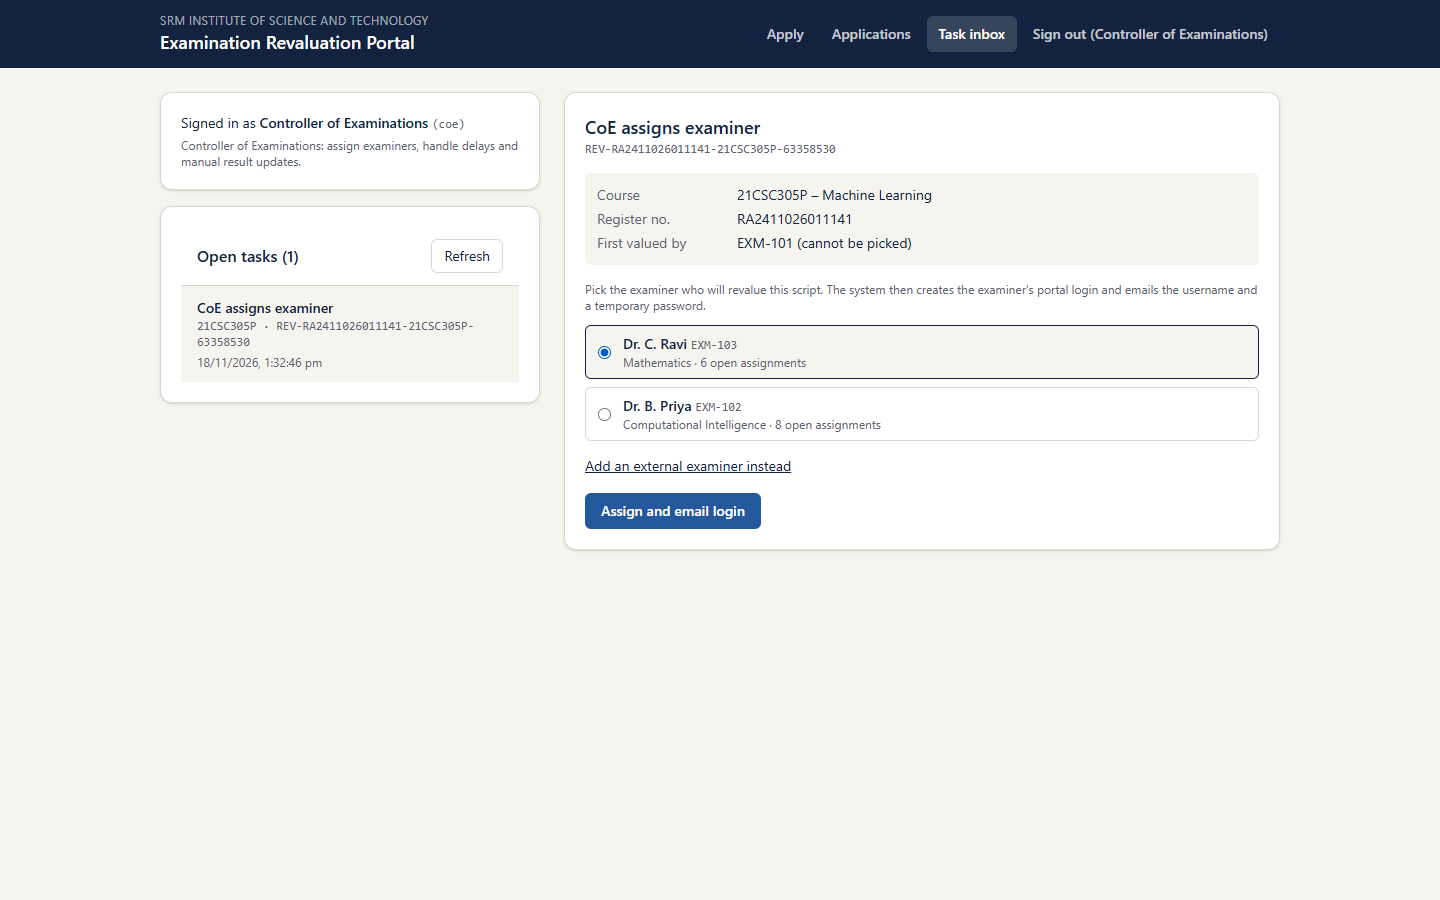 SRM INSTITUTE OF SCIENCE AND TECHNOLOGY
Examination Revaluation Portal
Apply
Applications
Task inbox
Sign out (Controller of Examinations)
Signed in as Controller of Examinations (coe)
Controller of Examinations: assign examiners, handle delays and
manual result updates.
Open tasks (1)
Refresh
CoE assigns examiner
21CSC305P · REV-RA2411026011141-21CSC305P-
63358530
18/11/2026, 1:32:46 pm
CoE assigns examiner
REV-RA2411026011141-21CSC305P-63358530
Course 21CSC305P – Machine Learning
Register no. RA2411026011141
First valued by EXM-101 (cannot be picked)
Pick the examiner who will revalue this script. The system then creates the examiner's portal login and emails the username and
a temporary password.
Dr. C. Ravi EXM-103
Mathematics · 6 open assignments
Dr. B. Priya EXM-102
Computational Intelligence · 8 open assignments
Add an external examiner instead
Assign and email login